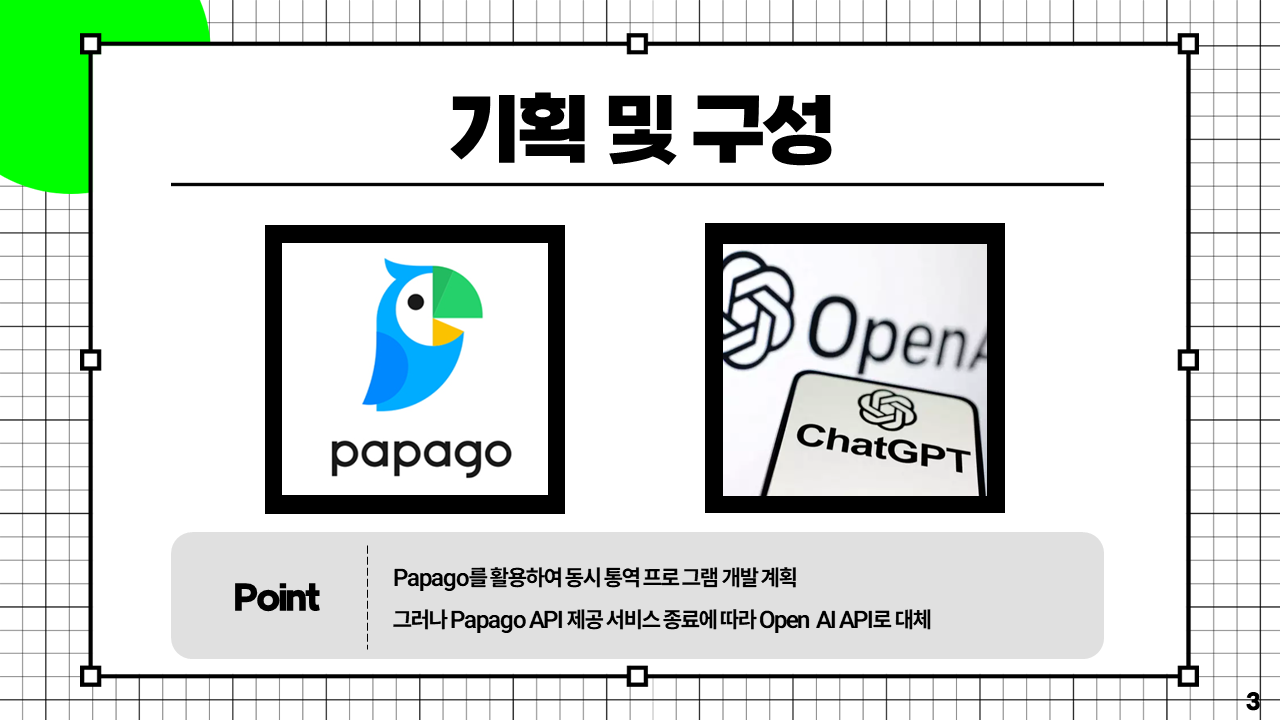 기획 및 구성
papago
OpenA
ChatGPT
Point
Papago를 활용하여 동시 통역 프로그램 개발 계획
그러나 Papago API 제공 서비스 종료에 따라 Open AI API로 대체
3